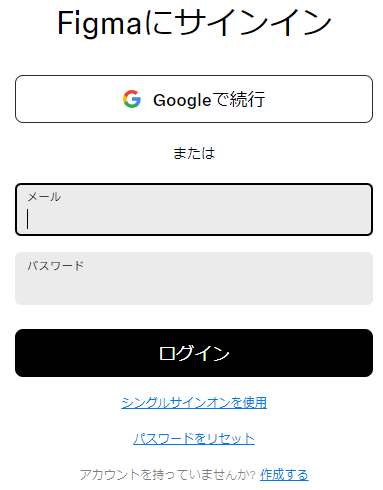 Figmaにサインイン
Googleで続行
または
メール
パスワード
ログイン
シングルサインオンを使用
パスワードをリセット
アカウントを持っていませんか? 作成する